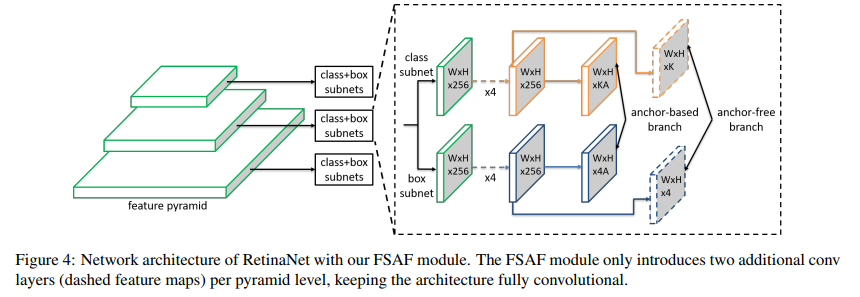 class+box
subnets
class+box
subnets
class+box
subnets
feature pyramid
class
subnet
WxH
x256
x4
WxH
x256
WxH
xKA
WxH
xK
anchor-based
branch
anchor-free
branch
box
subnet
WxH
x256
x4
WxH
x256
WxH
x4A
WxH
x4
Figure 4: Network architecture of RetinaNet with our FSAF module. The FSAF module only introduces two additional conv
layers (dashed feature maps) per pyramid level, keeping the architecture fully convolutional.